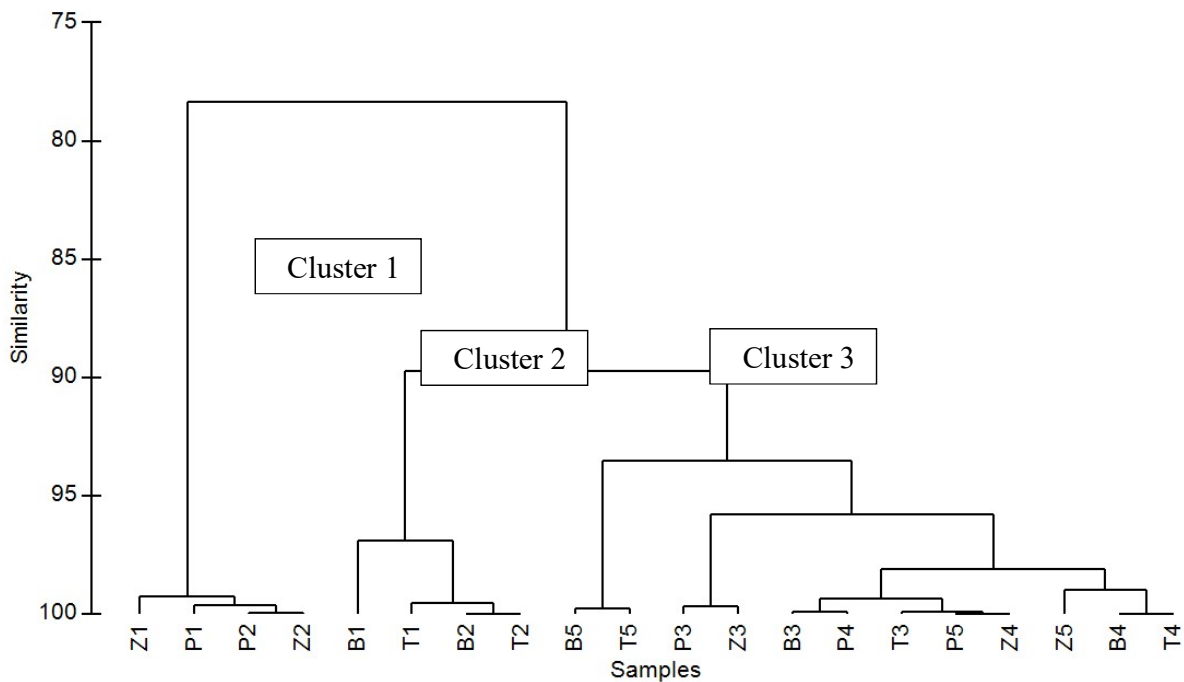 75
80
85
90
95
100
Similarity
Cluster 1
Cluster 2
Cluster 3
Z1
P1
P2
Z2
B1
T1
B2
T2
B5
T5
P3
Z3
B3
P4
T3
P5
Z4
Z5
B4
T4
Samples